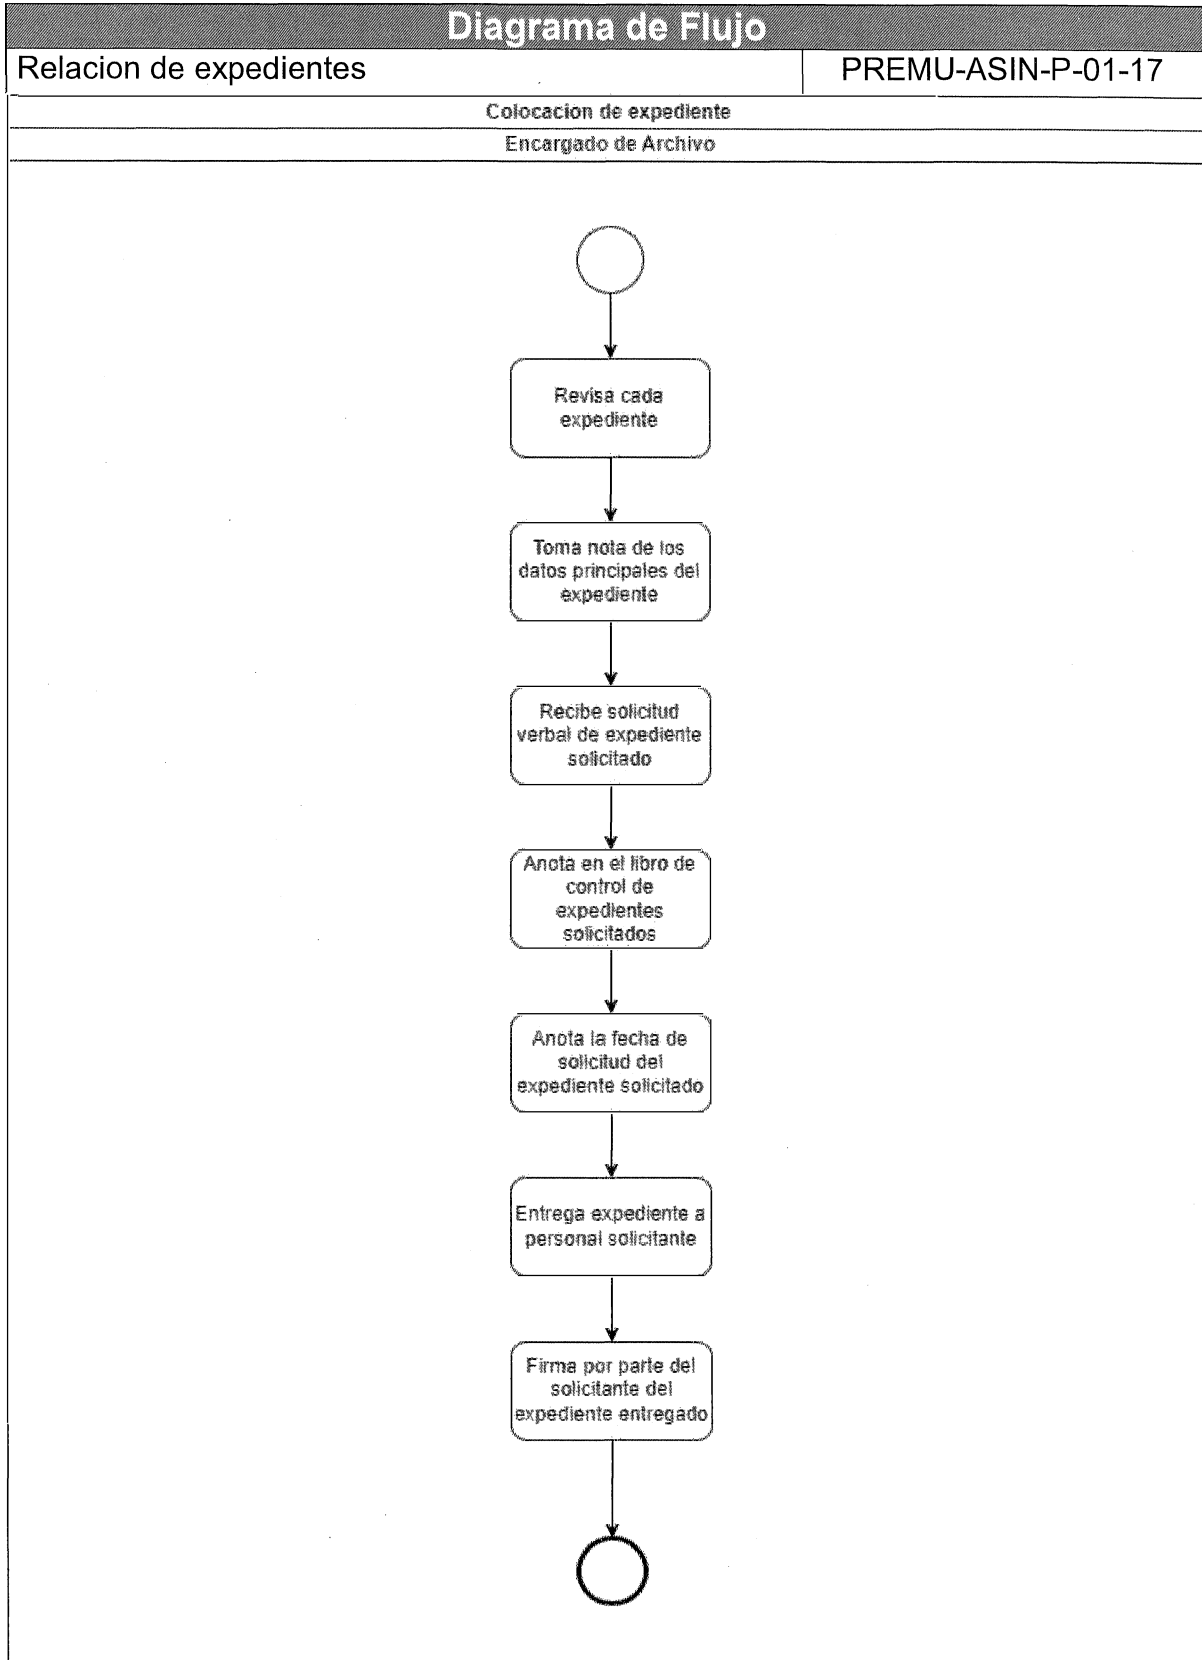 Diagrama de Flujo
Relacion de expedientes
PREMU-ASIN-P-01-17
Colocacion de expediente
Encargado de Archivo
Revisa cada
expediente
Toma nota de los
datos principales del
expediente
Recibe solicitud
verbal de expediente
solicitado
Anota en el libro de
control de
expedientes
solicitados
Anota la fecha de
solicitud del
expediente solicitado
Entrega expediente a
personal solicitante
Firma por parte del
solicitante del
expediente entregado